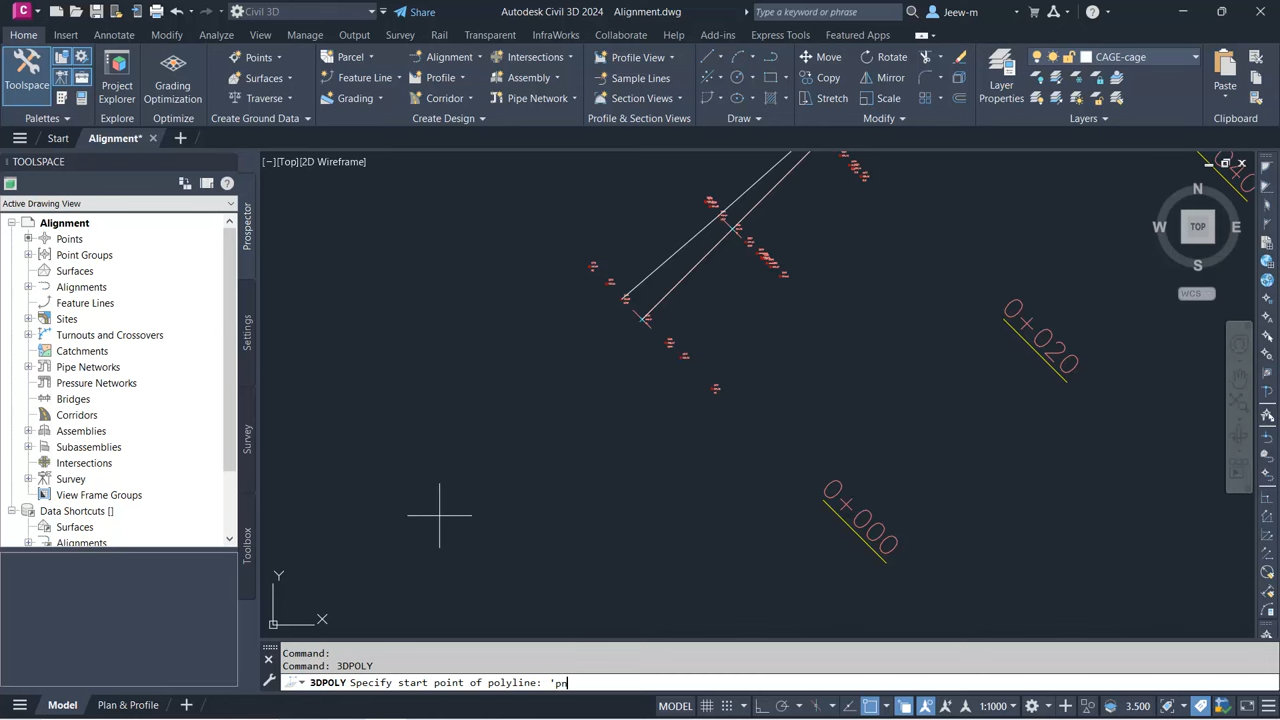 Civil 3D
Share
Autodesk Civil 3D 2024 Alignment.dwg
Type a keyword or phrase
Jeew-m
Home Insert Annotate Modify Analyze View Manage Output Survey Rail Transparent InfraWorks Collaborate Help Add-ins Express Tools Featured Apps
Toolspace
Palettes
Project Explorer
Explore
Grading Optimization
Optimize
Points
Surfaces
Traverse
Create Ground Data
Parcel
Feature Line
Grading
Alignment
Profile
Corridor
Intersections
Assembly
Pipe Network
Create Design
Profile View
Sample Lines
Section Views
Profile & Section Views
Draw
Move
Copy
Stretch
Rotate
Mirror
Scale
Modify
Layer Properties
CAGE-cage
Layers
Paste
Clipboard
Start
Alignment*
TOOLSPACE
Active Drawing View
Alignment
Points
Point Groups
Surfaces
Alignments
Feature Lines
Sites
Turnouts and Crossovers
Catchments
Pipe Networks
Pressure Networks
Bridges
Corridors
Assemblies
Subassemblies
Intersections
Survey
View Frame Groups
Data Shortcuts []
Surfaces
Alignments
Prospector
Settings
Survey
Toolbox
[−][Top][2D Wireframe]
N
W TOP E
S
WCS
0+020
0+000
Y
X
Command:
Command: 3DPOLY
3DPOLY Specify start point of polyline: 'pn
Model Plan & Profile
MODEL
1:1000
3.500